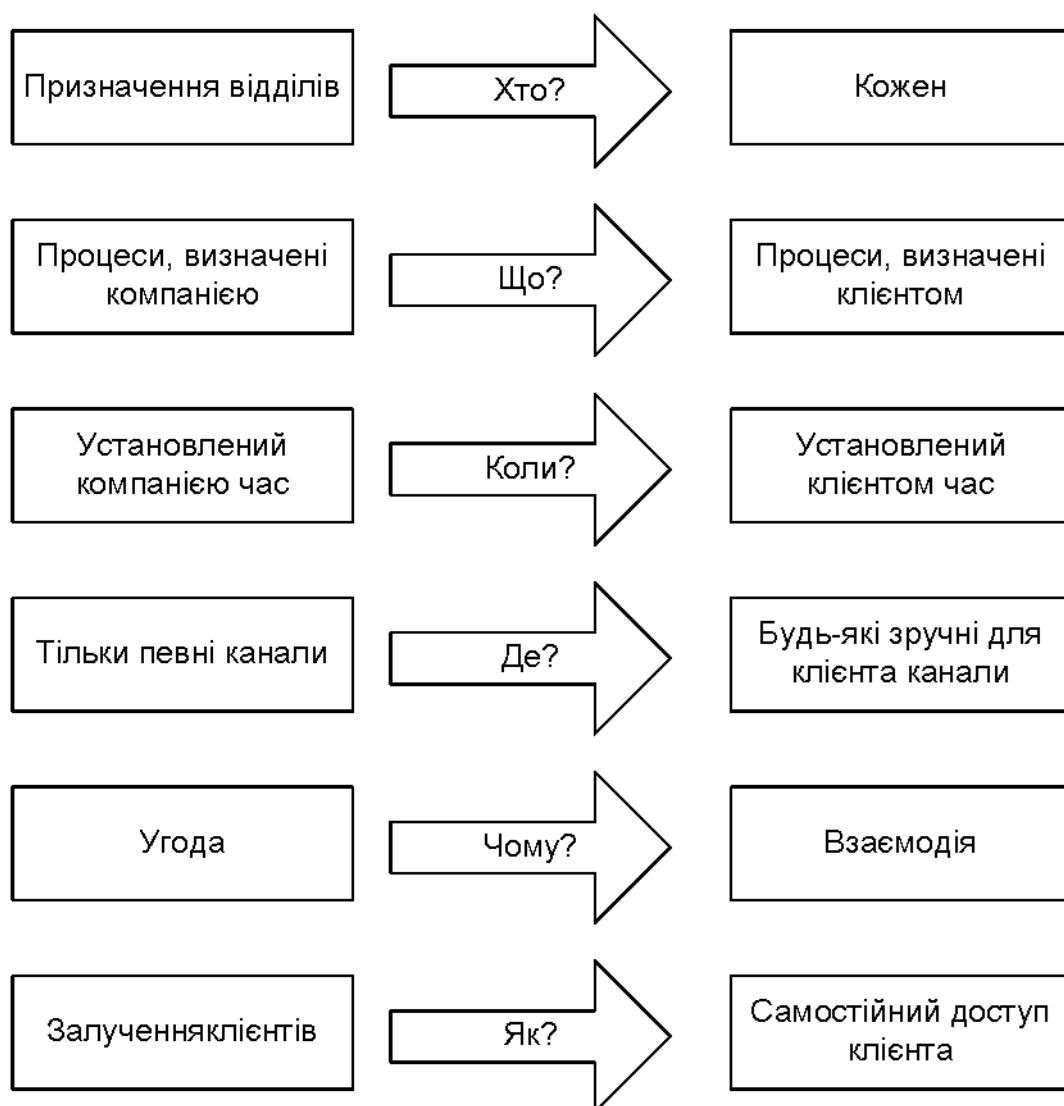 Призначення відділів
Хто?
Кожен
Процеси, визначені
компанією
Що?
Процеси, визначені
клієнтом
Установлений
компанією час
Коли?
Установлений
клієнтом час
Тільки певні канали
Де?
Будь-які зручні для
клієнта канали
Угода
Чому?
Взаємодія
Залученняклієнтів
Як?
Самостійний доступ
клієнта